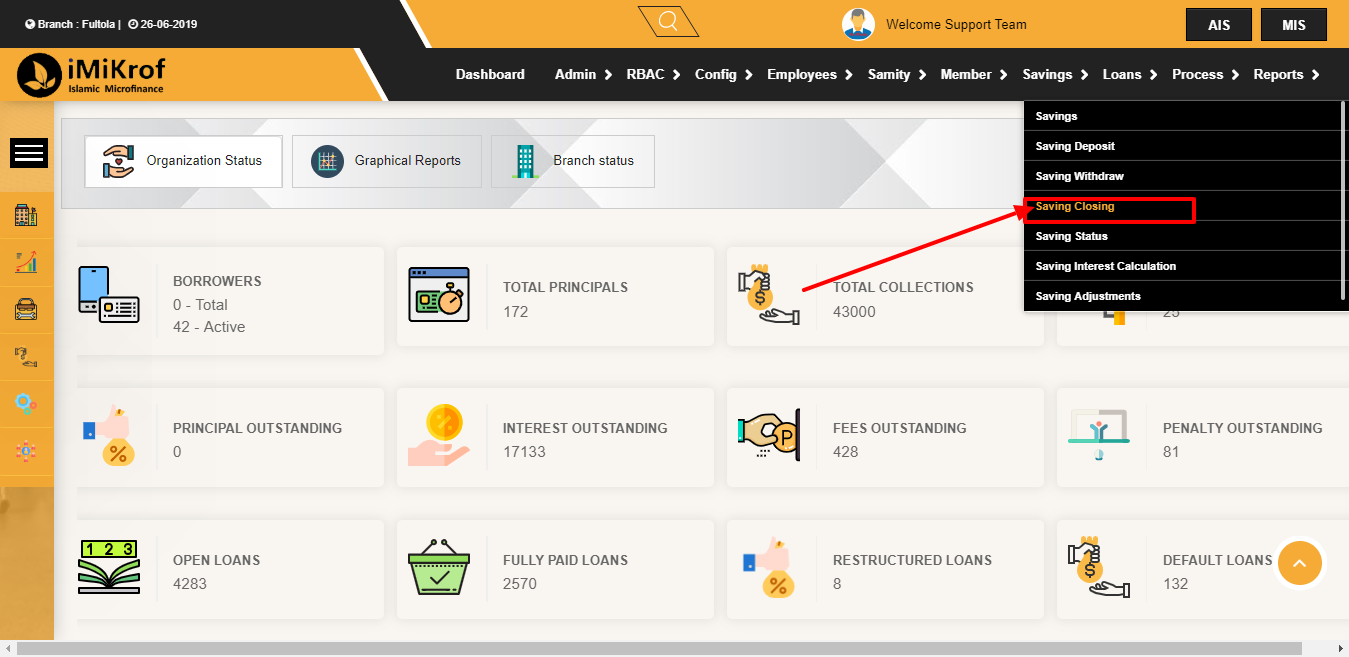 Branch : Fultola | 26-06-2019
Welcome Support Team
AIS
MIS
iMiKrof
Islamic Microfinance
Dashboard Admin RBAC Config Employees Samity Member Savings Loans Process Reports
Savings
Saving Deposit
Saving Withdraw
Saving Closing
Saving Status
Saving Interest Calculation
Saving Adjustments
Organization Status
Graphical Reports
Branch status
BORROWERS
0 - Total
42 - Active
TOTAL PRINCIPALS
172
TOTAL COLLECTIONS
43000
25
PRINCIPAL OUTSTANDING
0
INTEREST OUTSTANDING
17133
FEES OUTSTANDING
428
PENALTY OUTSTANDING
81
1 2 3
OPEN LOANS
4283
FULLY PAID LOANS
2570
RESTRUCTURED LOANS
8
DEFAULT LOANS
132